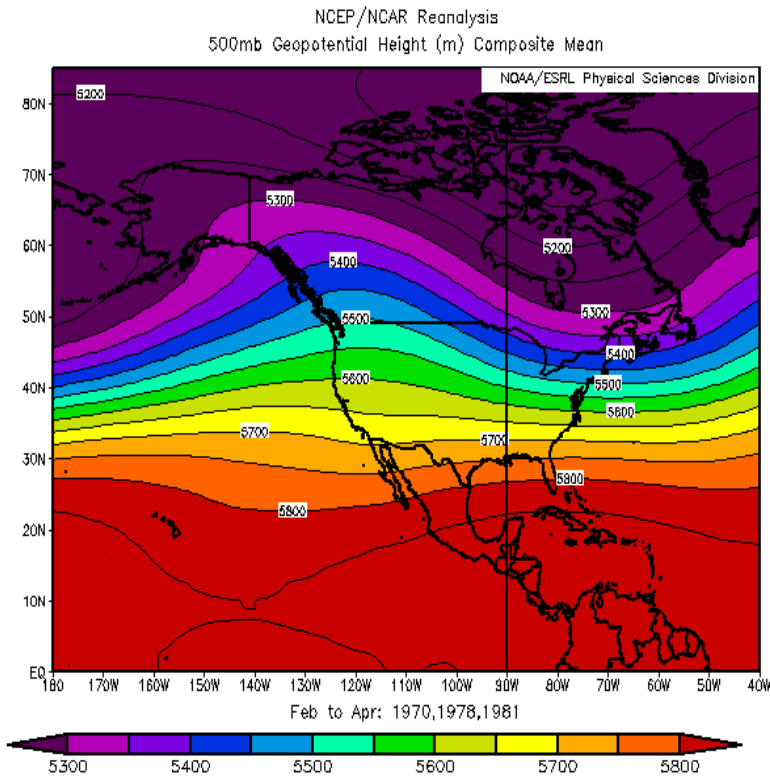 NCEP/NCAR Reanalysis
500mb Geopotential Height (m) Composite Mean
NOAA/ESRL Physical Sciences Division
80N
5200
70N
5300
60N
5200
5400
50N
5500
5300
5400
40N
5600
5500
5600
5700
5700
30N
5800
5800
20N
10N
EQ
180 170W 160W 150W 140W 130W 120W 110W 100W 90W 80W 70W 60W 50W 40W
Feb to Apr: 1970,1978,1981
5300 5400 5500 5600 5700 5800